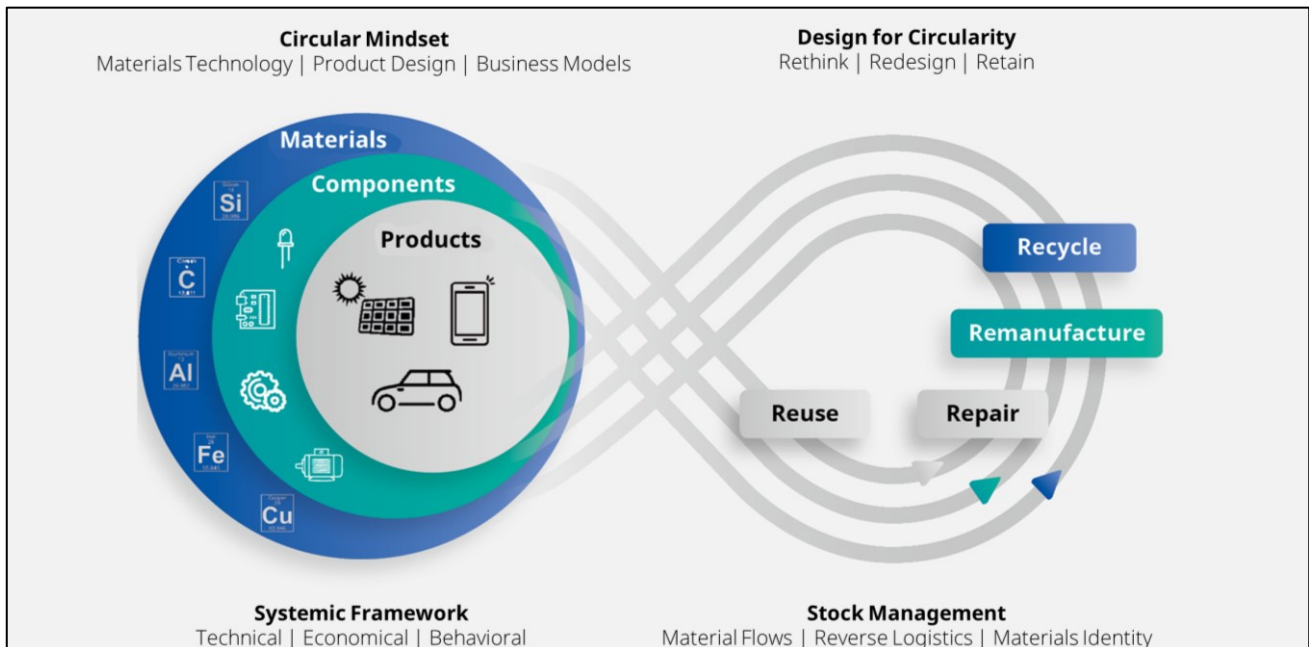 Circular Mindset
Materials Technology | Product Design | Business Models
Design for Circularity
Rethink | Redesign | Retain
Materials
Components
Products
Si
C
Al
Fe
Cu
Recycle
Remanufacture
Reuse
Repair
Systemic Framework
Technical | Economical | Behavioral
Stock Management
Material Flows | Reverse Logistics | Materials Identity